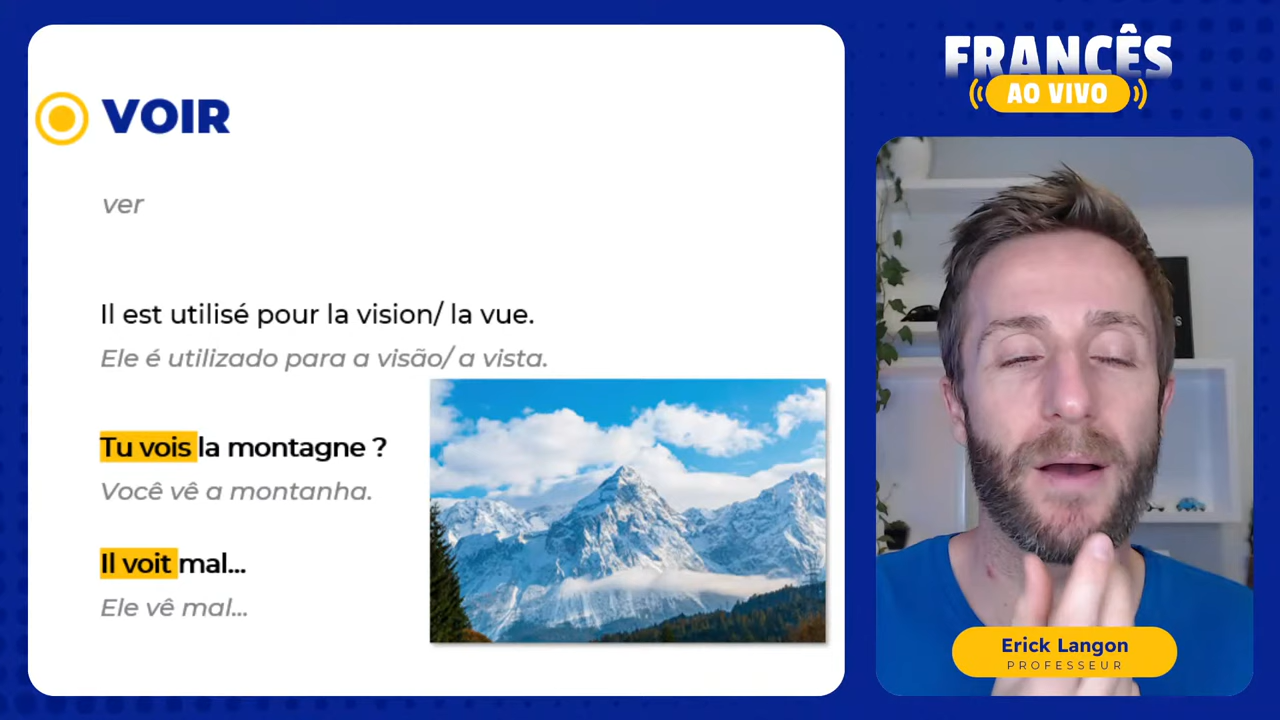 VOIR
ver
Il est utilisé pour la vision/ la vue.
Ele é utilizado para a visão/ a vista.
Tu vois la montagne ?
Você vê a montanha.
Il voit mal...
Ele vê mal...
FRANCÊS
AO VIVO
Erick Langon
PROFESSEUR